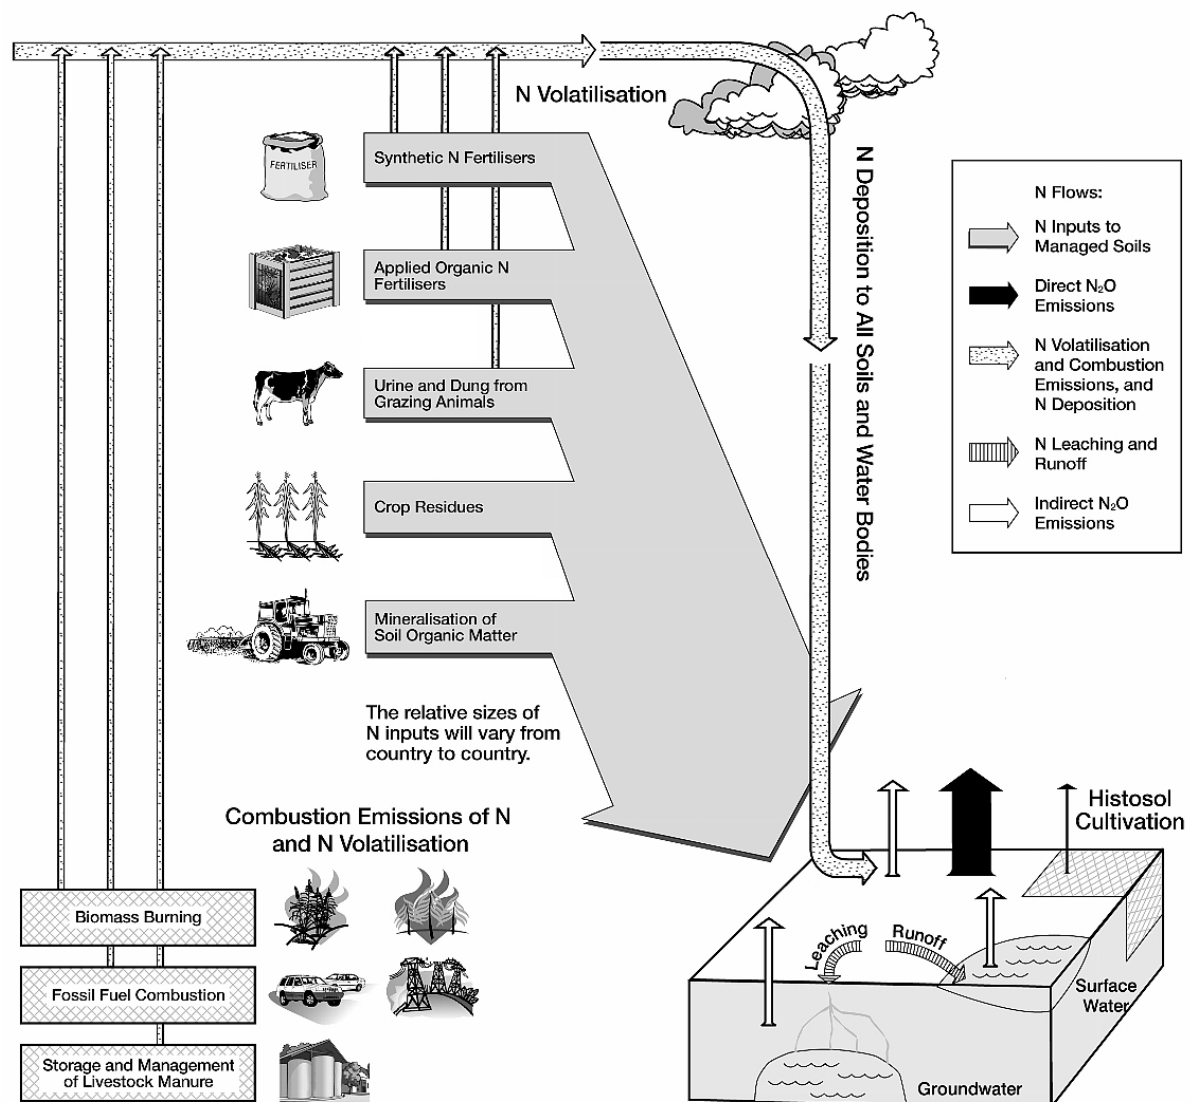 N Volatilisation
FERTILISER
Synthetic N Fertilisers
Applied Organic N
Fertilisers
Urine and Dung from
Grazing Animals
Crop Residues
Mineralisation of
Soil Organic Matter
The relative sizes of
N inputs will vary from
country to country.
N Deposition to All Soils and Water Bodies
N Flows:
N Inputs to
Managed Soils
Direct N₂O
Emissions
N Volatilisation
and Combustion
Emissions, and
N Deposition
N Leaching and
Runoff
Indirect N₂O
Emissions
Combustion Emissions of N
and N Volatilisation
Biomass Burning
Fossil Fuel Combustion
Storage and Management
of Livestock Manure
Histosol
Cultivation
Leaching
Runoff
Surface
Water
Groundwater